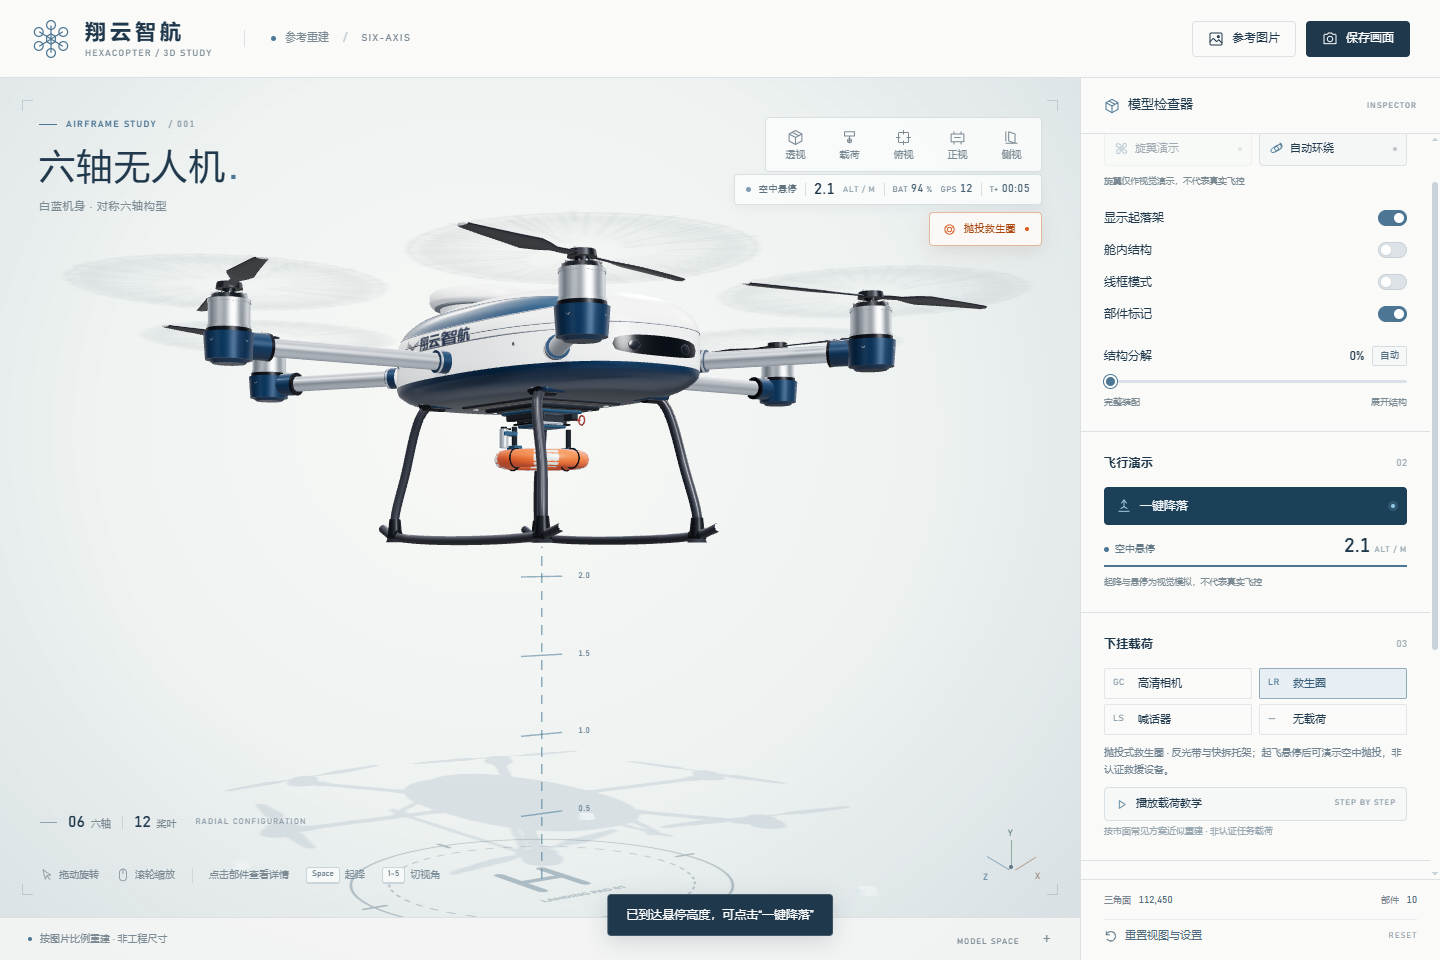 翔云智航
HEXACOPTER / 3D STUDY
参考重建 / SIX-AXIS
参考图片
保存画面
AIRFRAME STUDY / 001
六轴无人机.
白蓝机身 · 对称六轴构型
透视
载荷
俯视
正视
侧视
空中悬停 2.1 ALT / M BAT 94 % GPS 12 T+ 00:05
抛投救生圈
翔云智航
2.0
1.5
1.0
0.5
06 六轴 12 桨叶 RADIAL CONFIGURATION
拖动旋转 滚轮缩放 点击部件查看详情 Space 起降 1-5 切视角
Y
Z
X
已到达悬停高度，可点击“一键降落”
按图片比例重建 · 非工程尺寸
MODEL SPACE +
模型检查器 INSPECTOR
旋翼演示
自动环绕
旋翼仅作视觉演示，不代表真实飞控
显示起落架
舱内结构
线框模式
部件标记
结构分解 0% 自动
完整装配 展开结构
飞行演示 02
一键降落
空中悬停 2.1 ALT / M
起降与悬停为视觉模拟，不代表真实飞控
下挂载荷 03
GC 高清相机
LR 救生圈
LS 喊话器
— 无载荷
抛投式救生圈 · 反光带与快拆托架；起飞悬停后可演示空中抛投，非
认证救援设备。
播放载荷教学 STEP BY STEP
按市面常见方案近似重建 · 非认证任务载荷
三角面 112,450 部件 10
重置视图与设置 RESET